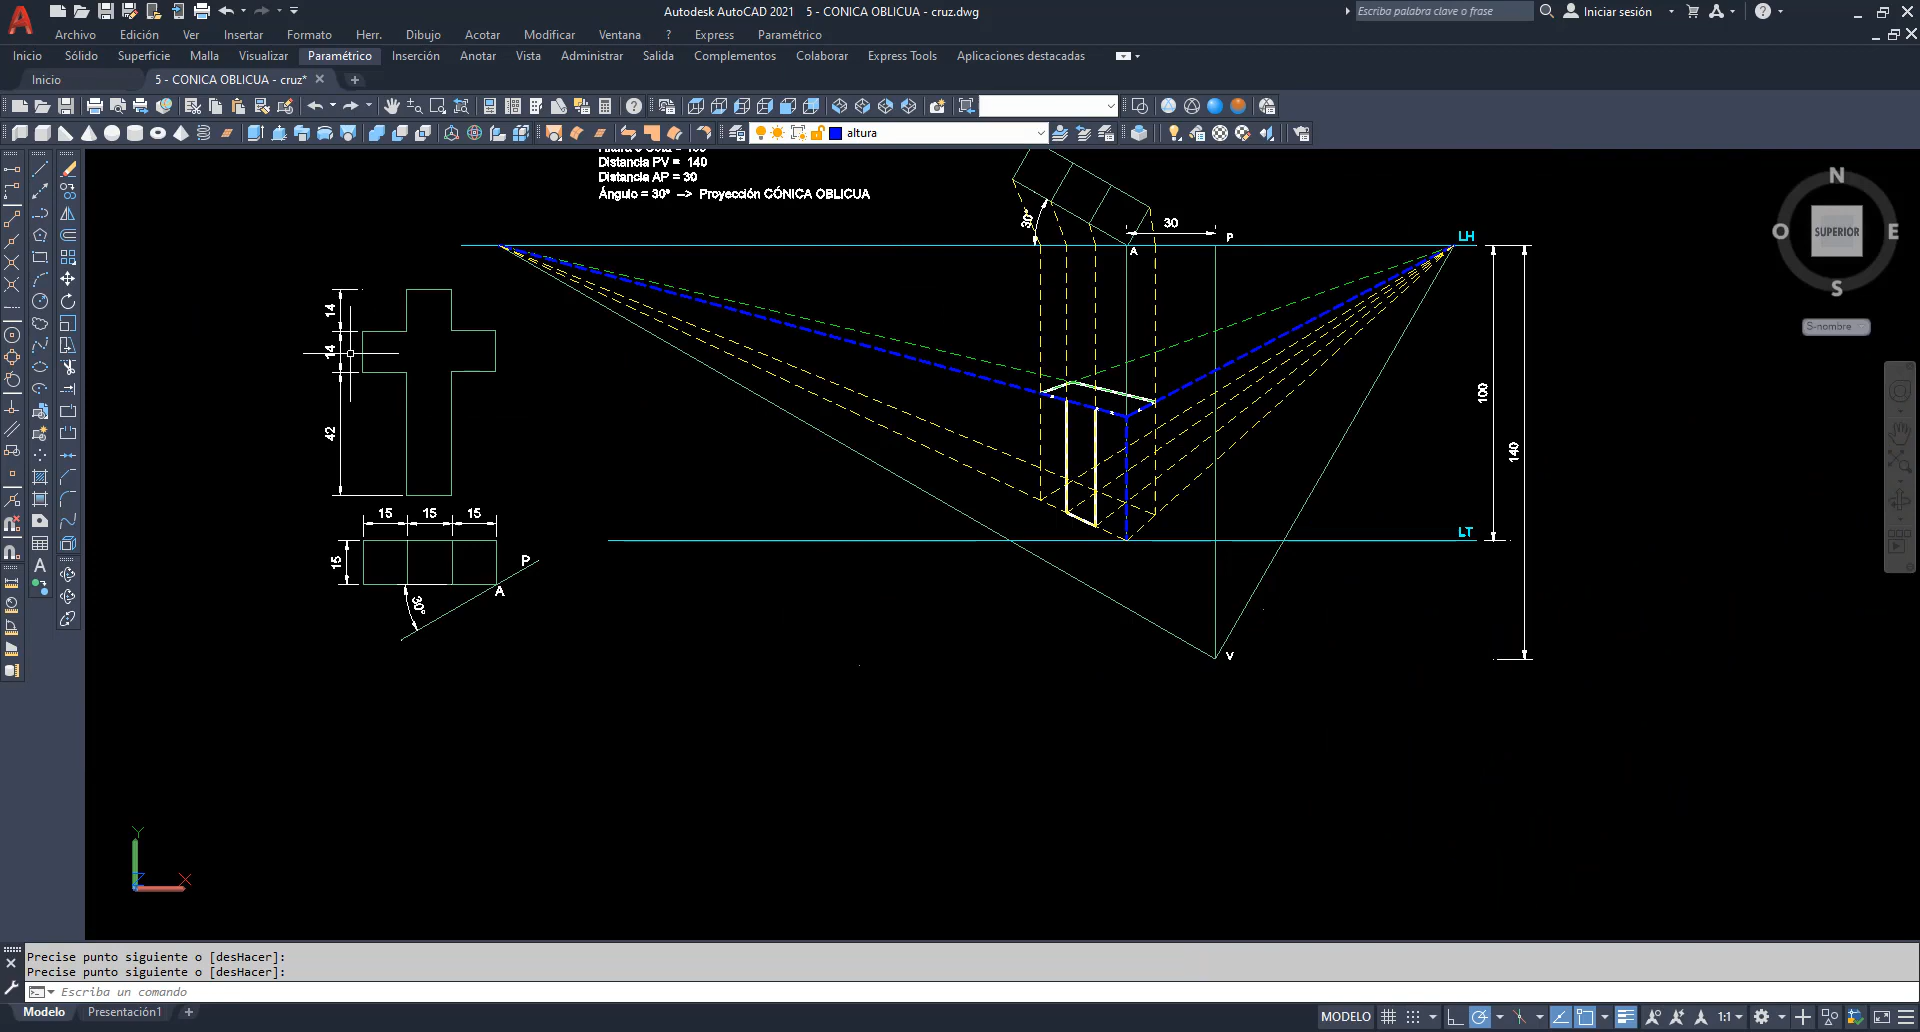 Autodesk AutoCAD 2021 5 - CONICA OBLICUA - cruz.dwg
Escriba palabra clave o frase
Iniciar sesión
Archivo Edición Ver Insertar Formato Herr. Dibujo Acotar Modificar Ventana ? Express Paramétrico
Inicio Sólido Superficie Malla Visualizar Paramétrico Inserción Anotar Vista Administrar Salida Complementos Colaborar Express Tools Aplicaciones destacadas
Inicio 5 - CONICA OBLICUA - cruz*
altura
Distancia PV = 140
Distancia AP = 30
Ángulo = 30º --> Proyección CÓNICA OBLICUA
N
O SUPERIOR E
S
S-nombre
30°
30
P
A
LH
14
14
42
100
140
15 15 15
15
P
A
30°
LT
V
Y
X
Z
Precise punto siguiente o [desHacer]:
Precise punto siguiente o [desHacer]:
Escriba un comando
Modelo Presentación1 +
MODELO
1:1